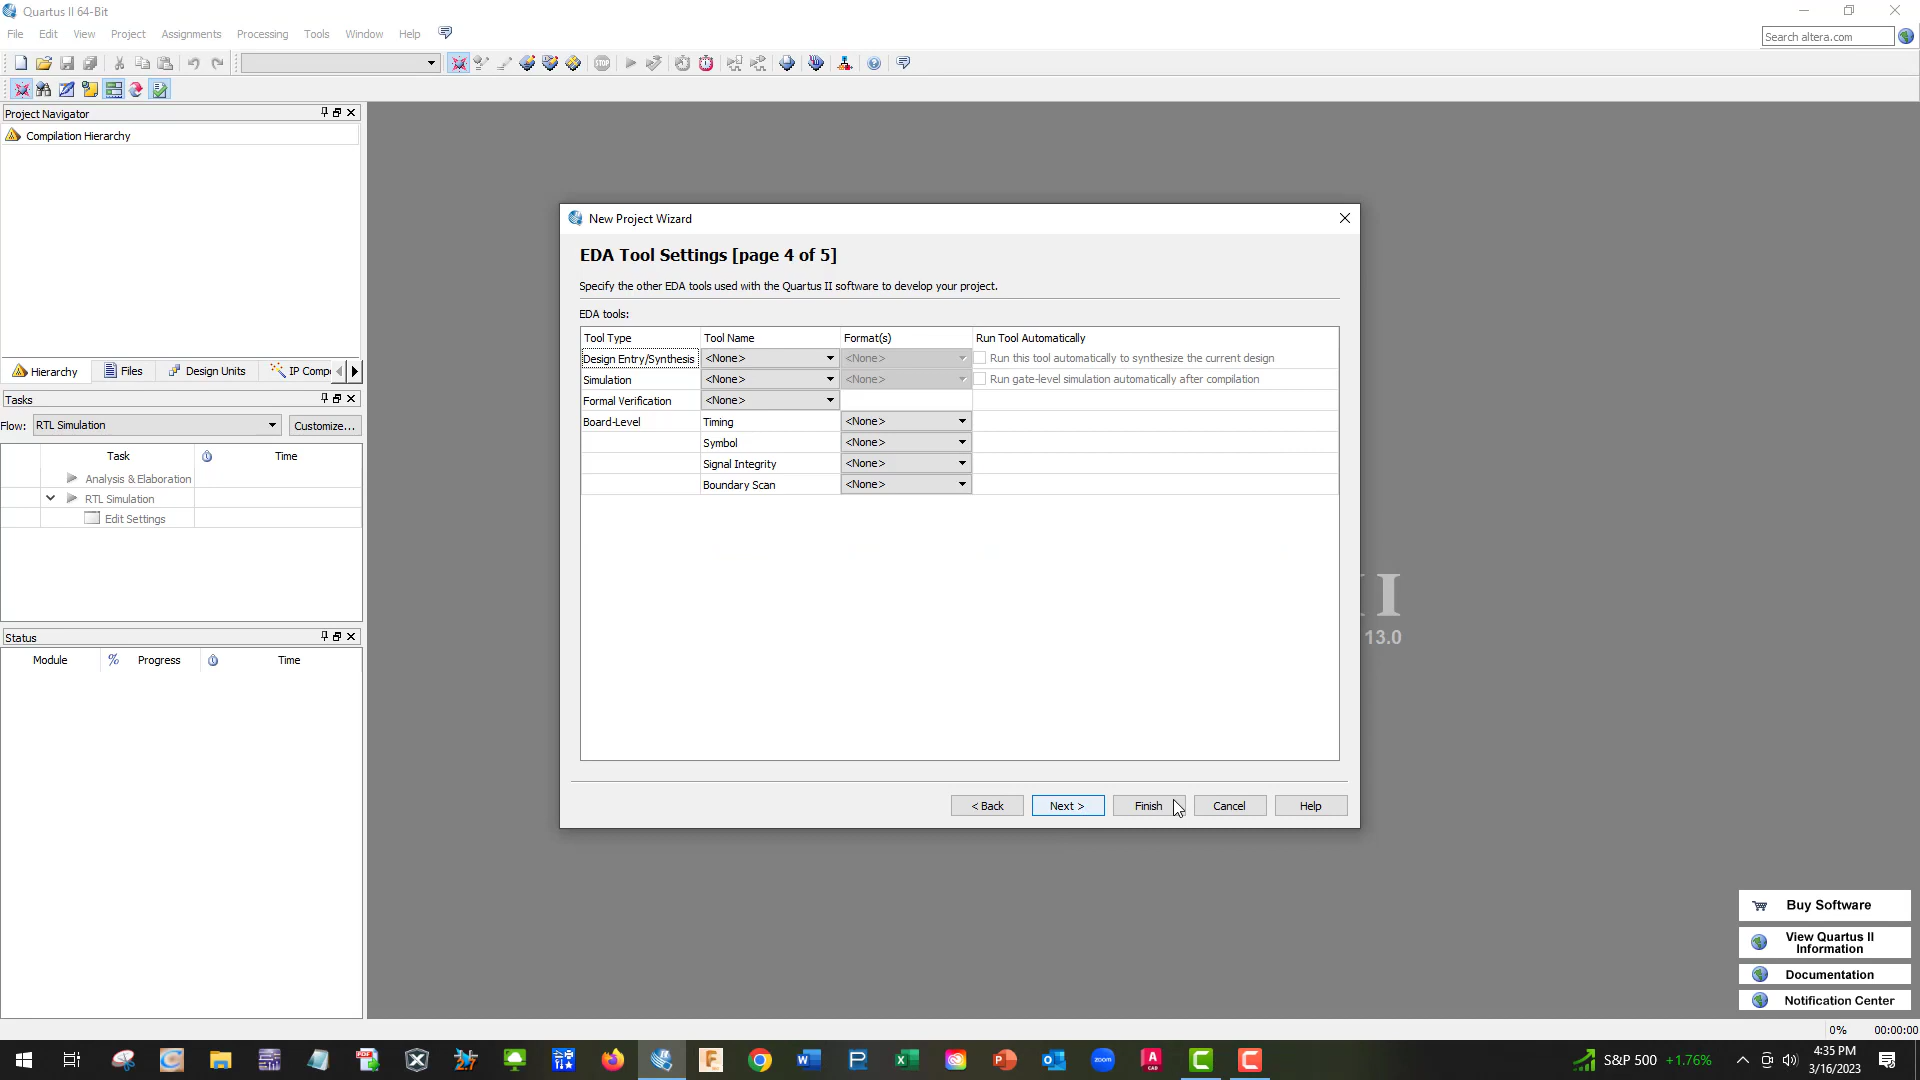 Quartus II 64-Bit
File Edit View Project Assignments Processing Tools Window Help
Search altera.com
STOP
Project Navigator
Compilation Hierarchy
Hierarchy Files Design Units IP Compo
Tasks
Flow: RTL Simulation Customize...
Task Time
Analysis & Elaboration
RTL Simulation
Edit Settings
Status
Module % Progress Time
New Project Wizard
EDA Tool Settings [page 4 of 5]
Specify the other EDA tools used with the Quartus II software to develop your project.
EDA tools:
Tool Type Tool Name Format(s) Run Tool Automatically
Design Entry/Synthesis <None> <None> Run this tool automatically to synthesize the current design
Simulation <None> <None> Run gate-level simulation automatically after compilation
Formal Verification <None>
Board-Level Timing <None>
Symbol <None>
Signal Integrity <None>
Boundary Scan <None>
< Back Next > Finish Cancel Help
II
13.0
Buy Software
View Quartus II
Information
Documentation
Notification Center
0% 00:00:00
S&P 500 +1.76%
4:35 PM
3/16/2023